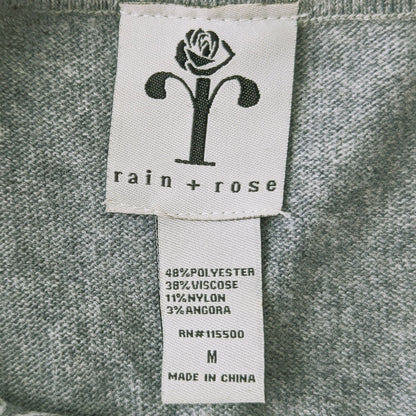 rain + rose
48%POLYESTER
38%VISCOSE
11%NYLON
3%ANGORA
RN#115500
M
MADE IN CHINA